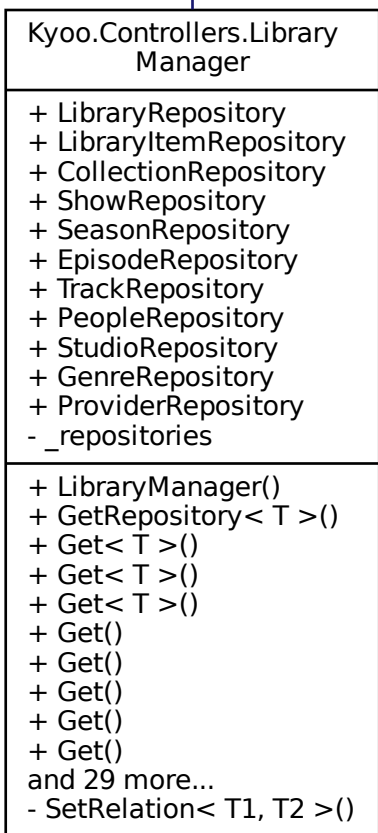 Kyoo.Controllers.Library
Manager
+ LibraryRepository
+ LibraryItemRepository
+ CollectionRepository
+ ShowRepository
+ SeasonRepository
+ EpisodeRepository
+ TrackRepository
+ PeopleRepository
+ StudioRepository
+ GenreRepository
+ ProviderRepository
- _repositories
+ LibraryManager()
+ GetRepository< T >()
+ Get< T >()
+ Get< T >()
+ Get< T >()
+ Get()
+ Get()
+ Get()
+ Get()
+ Get()
and 29 more...
- SetRelation< T1, T2 >()